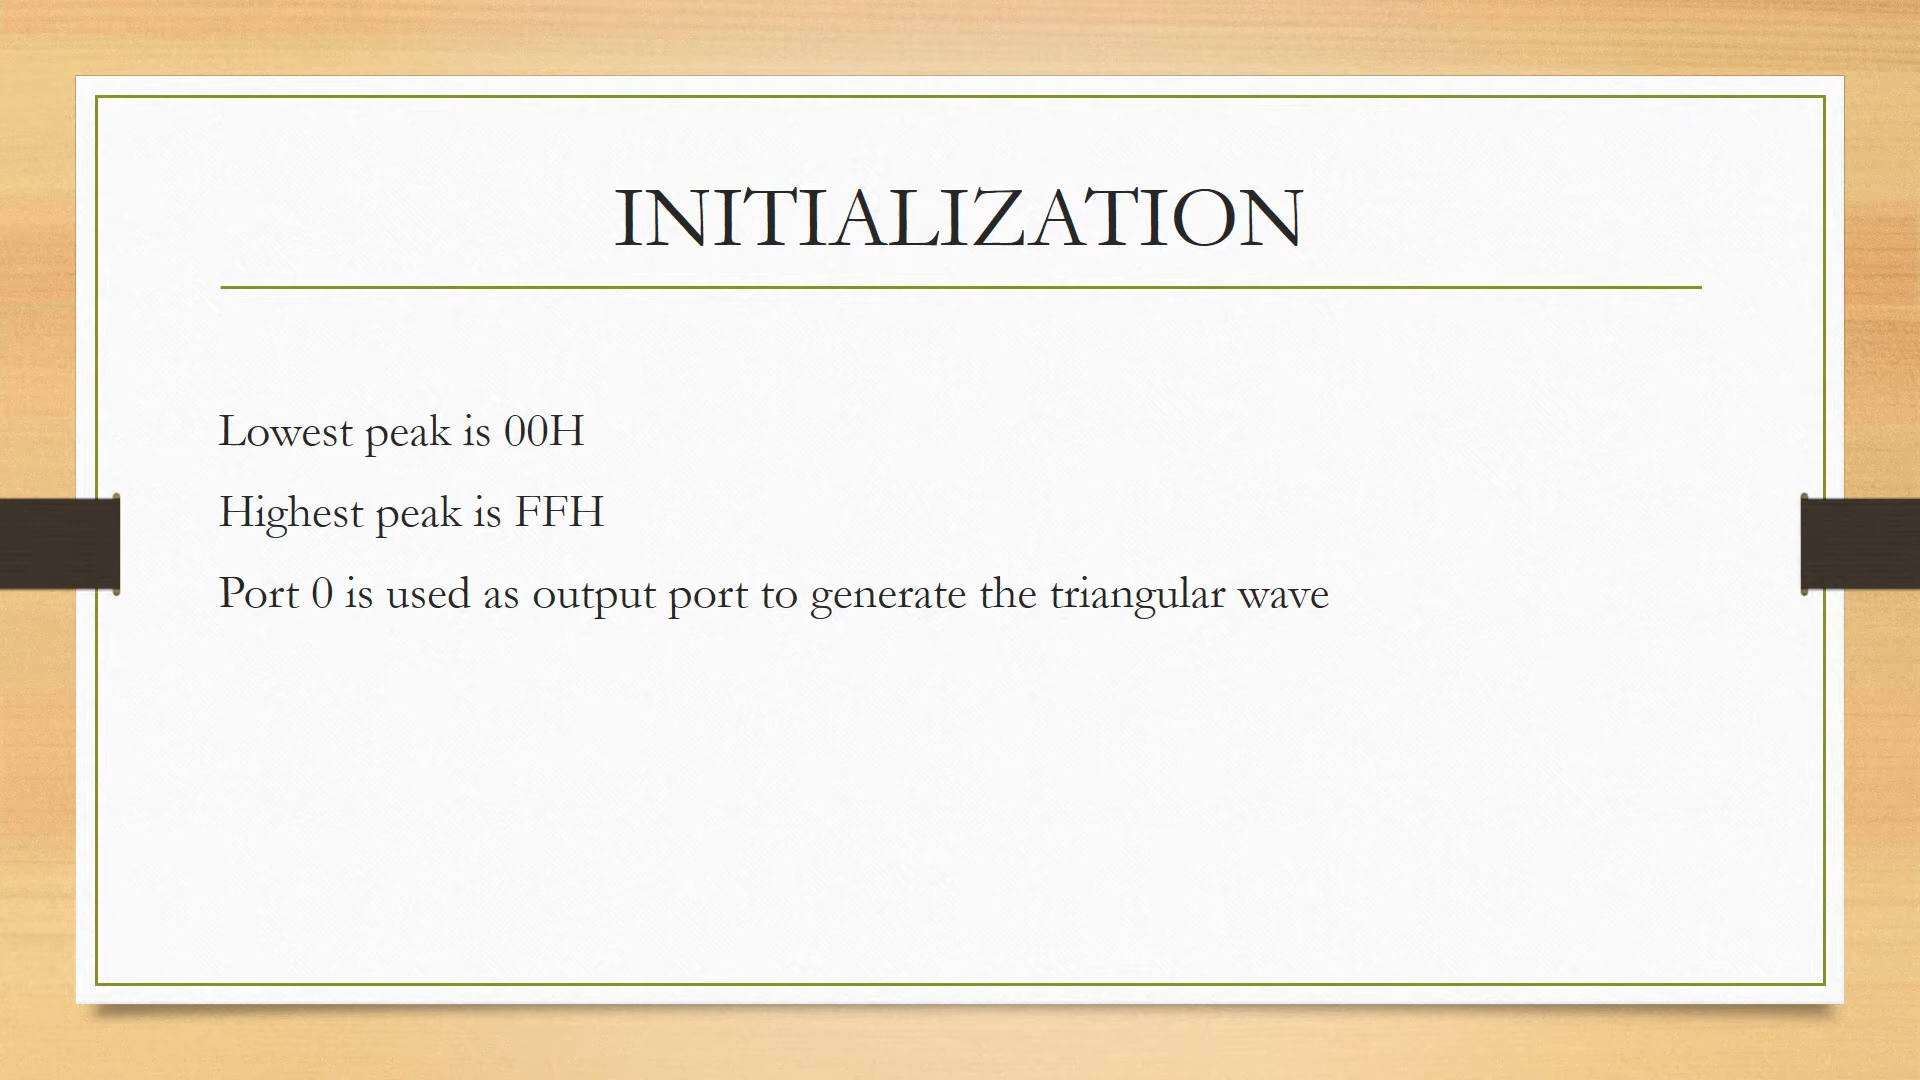 INITIALIZATION
Lowest peak is 00H
Highest peak is FFH
Port 0 is used as output port to generate the triangular wave